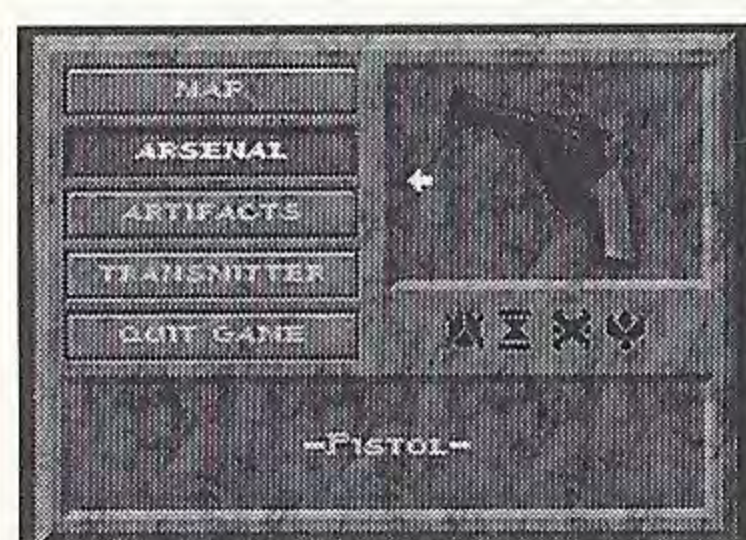 MAP
ARSENAL
ARTIFACTS
TRANSMITTER
QUIT GAME
-PISTOL-